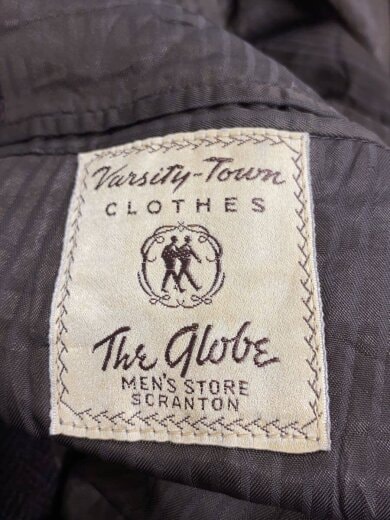 Varsity-Town
CLOTHES
The Globe
MEN'S STORE
SCRANTON